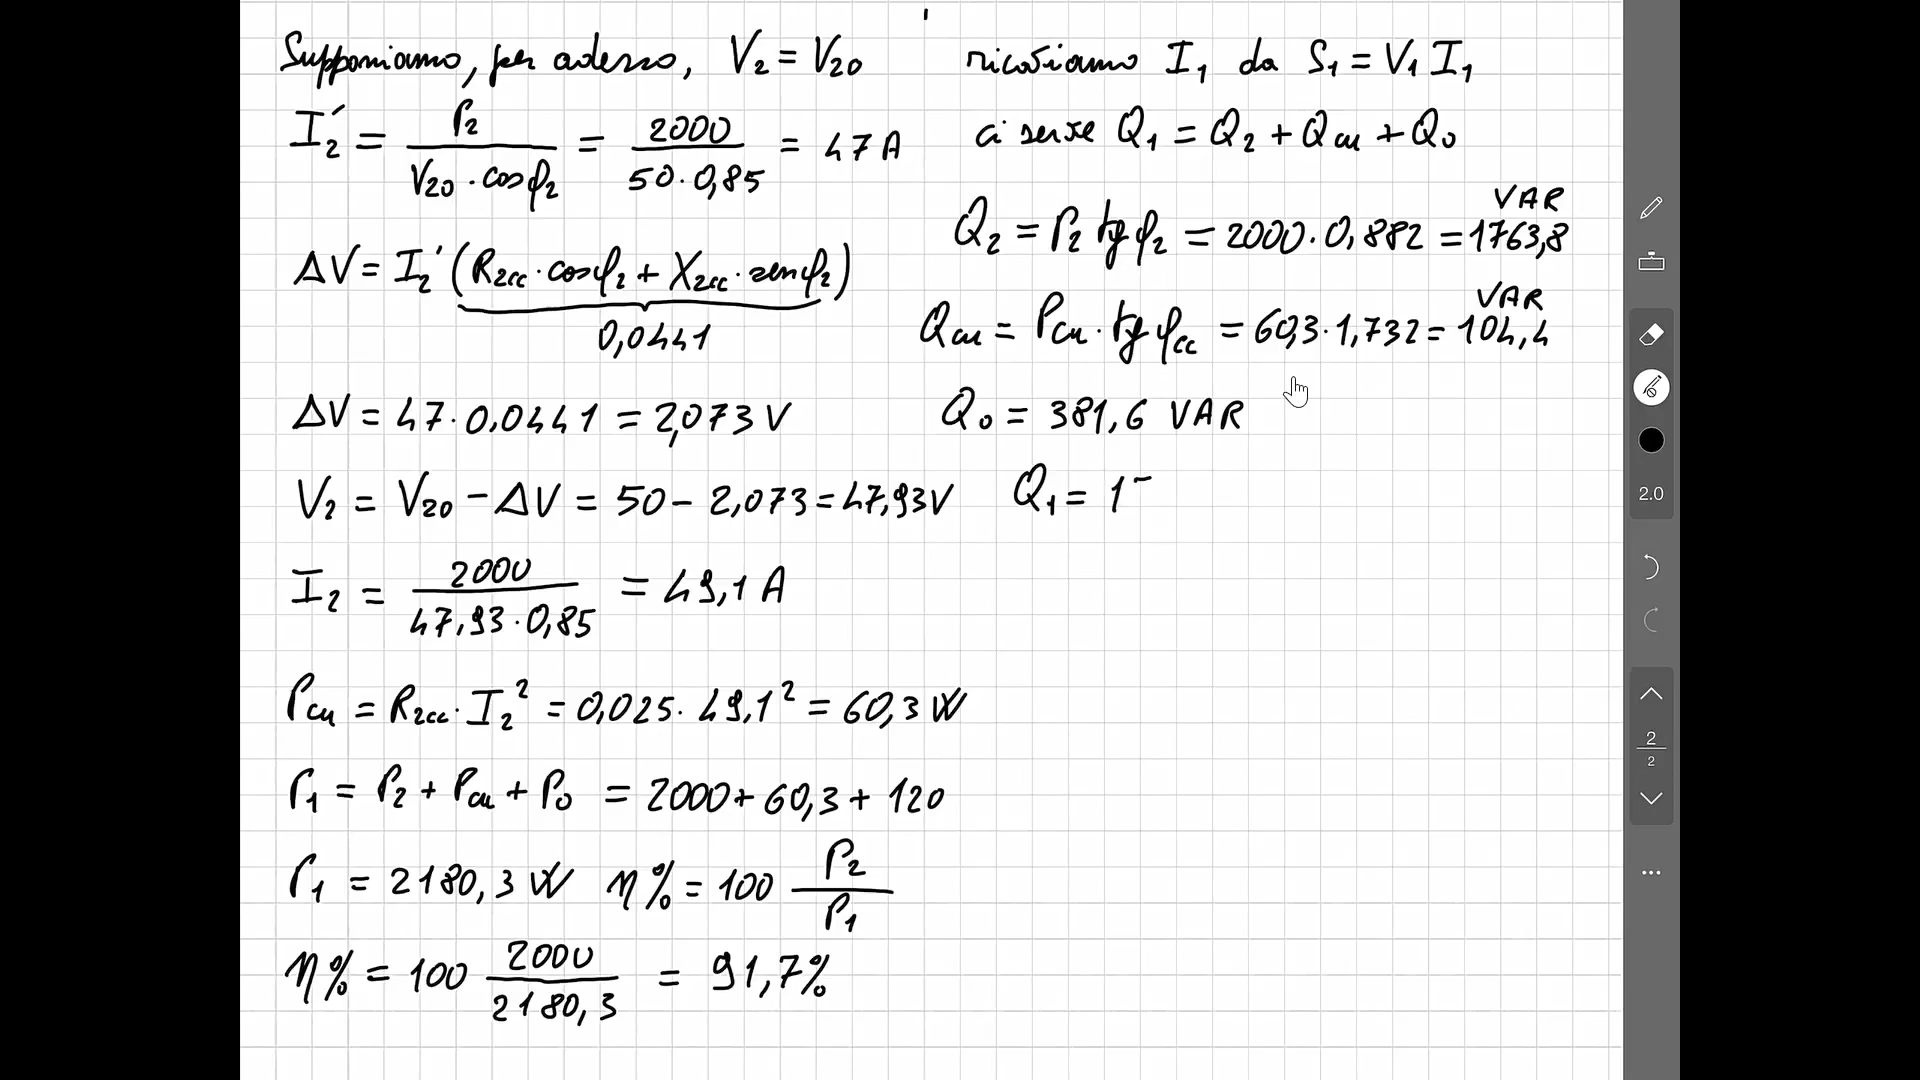 Supponiamo, per adesso, V₂ = V₂₀
I₂' = P₂ / (V₂₀ · cosφ₂) = 2000 / (50 · 0,85) = 47 A
ΔV = I₂' (R₂cc · cosφ₂ + X₂cc · senφ₂)
0,0441
ΔV = 47 · 0,0441 = 2,073 V
V₂ = V₂₀ − ΔV = 50 − 2,073 = 47,93 V
I₂ = 2000 / (47,93 · 0,85) = 49,1 A
Pcu = R₂cc · I₂² = 0,025 · 49,1² = 60,3 W
P₁ = P₂ + Pcu + P₀ = 2000 + 60,3 + 120
P₁ = 2180,3 W η% = 100 P₂ / P₁
η% = 100 2000 / 2180,3 = 91,7%
ricaviamo I₁ da S₁ = V₁ I₁
ci serve Q₁ = Q₂ + Qcu + Q₀
Q₂ = P₂ tgφ₂ = 2000 · 0,882 = 1763,8 VAR
Qcu = Pcu · tgφcc = 60,3 · 1,732 = 104,4 VAR
Q₀ = 381,6 VAR
Q₁ = 1
2.0
2
2